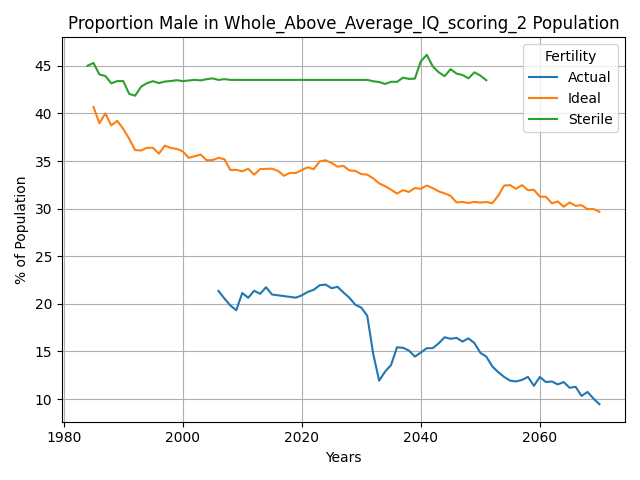 Proportion Male in Whole_Above_Average_IQ_scoring_2 Population
% of Population
45
40
35
30
25
20
15
10
Fertility
Actual
Ideal
Sterile
1980
2000
2020
2040
2060
Years